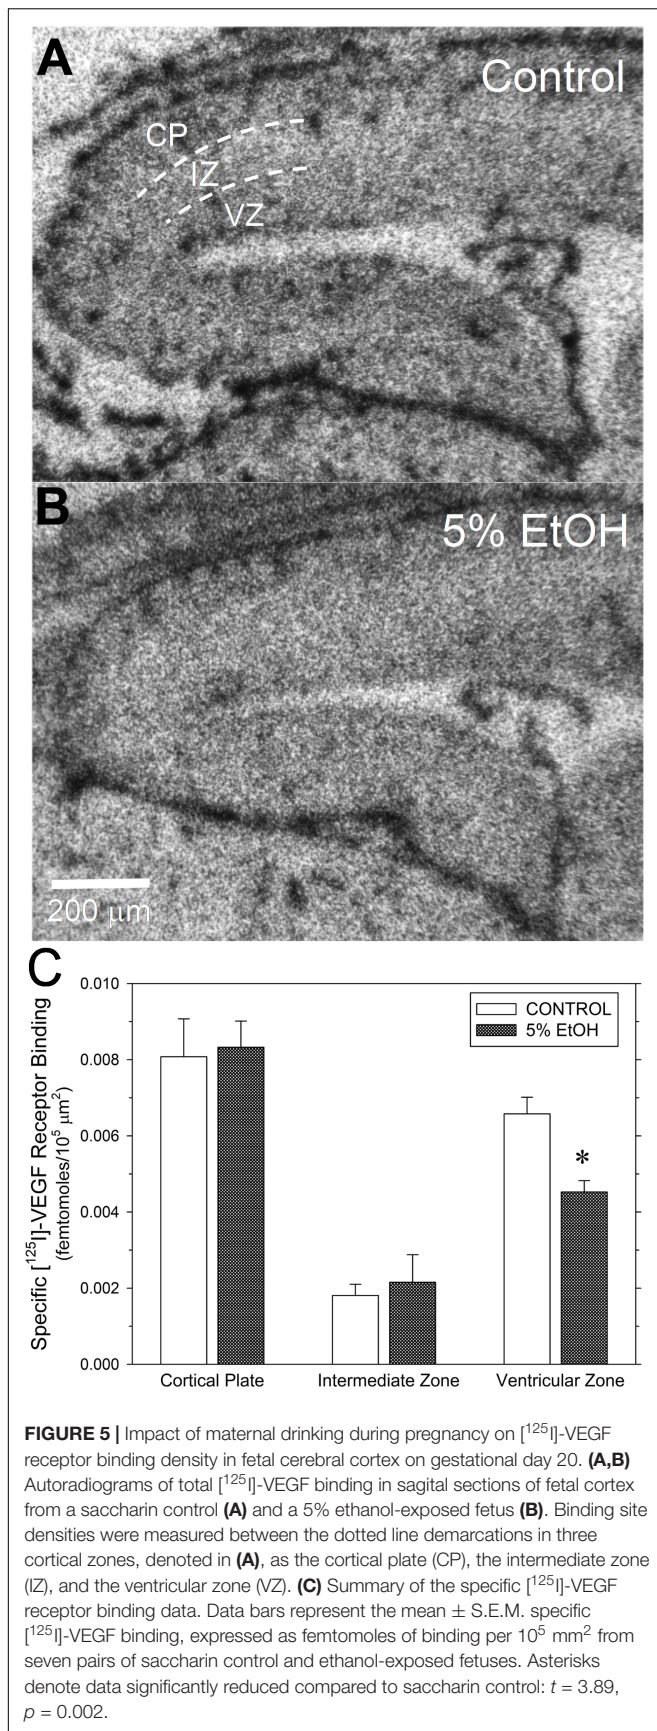 A
Control
CP
IZ
VZ
B
5% EtOH
200 μm
C
Specific [¹²⁵I]-VEGF Receptor Binding
(femtomoles/10⁵ μm²)
0.010
0.008
0.006
0.004
0.002
0.000
CONTROL
5% EtOH
*
Cortical Plate Intermediate Zone Ventricular Zone
FIGURE 5 | Impact of maternal drinking during pregnancy on [¹²⁵I]-VEGF
receptor binding density in fetal cerebral cortex on gestational day 20. (A,B)
Autoradiograms of total [¹²⁵I]-VEGF binding in sagital sections of fetal cortex
from a saccharin control (A) and a 5% ethanol-exposed fetus (B). Binding site
densities were measured between the dotted line demarcations in three
cortical zones, denoted in (A), as the cortical plate (CP), the intermediate zone
(IZ), and the ventricular zone (VZ). (C) Summary of the specific [¹²⁵I]-VEGF
receptor binding data. Data bars represent the mean ± S.E.M. specific
[¹²⁵I]-VEGF binding, expressed as femtomoles of binding per 10⁵ mm² from
seven pairs of saccharin control and ethanol-exposed fetuses. Asterisks
denote data significantly reduced compared to saccharin control: t = 3.89,
p = 0.002.